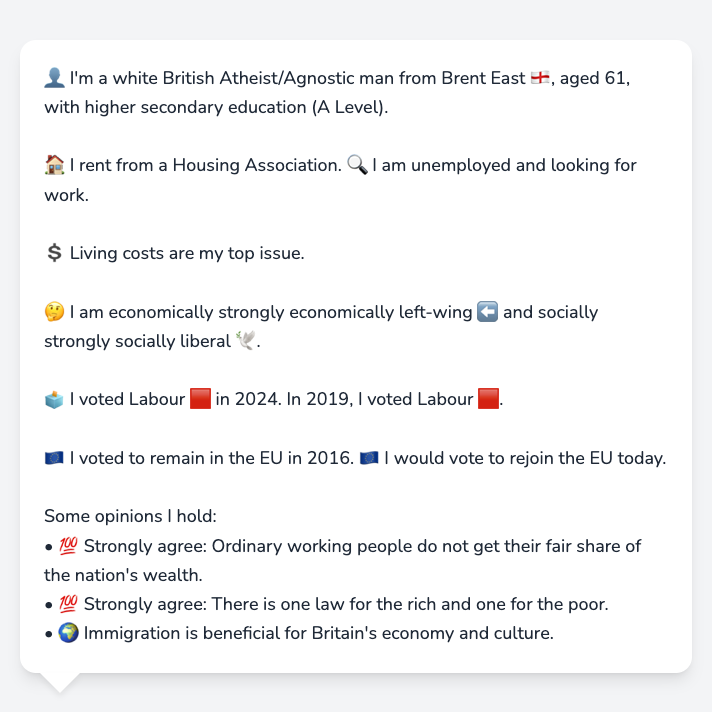 👤 I'm a white British Atheist/Agnostic man from Brent East 🏴󠁧󠁢󠁥󠁮󠁧󠁿, aged 61,
with higher secondary education (A Level).
🏠 I rent from a Housing Association. 🔍 I am unemployed and looking for
work.
💲 Living costs are my top issue.
🤔 I am economically strongly economically left-wing ⬅️ and socially
strongly socially liberal 🕊️.
🗳️ I voted Labour 🟥 in 2024. In 2019, I voted Labour 🟥.
🇪🇺 I voted to remain in the EU in 2016. 🇪🇺 I would vote to rejoin the EU today.
Some opinions I hold:
• 💯 Strongly agree: Ordinary working people do not get their fair share of
the nation's wealth.
• 💯 Strongly agree: There is one law for the rich and one for the poor.
• 🌍 Immigration is beneficial for Britain's economy and culture.